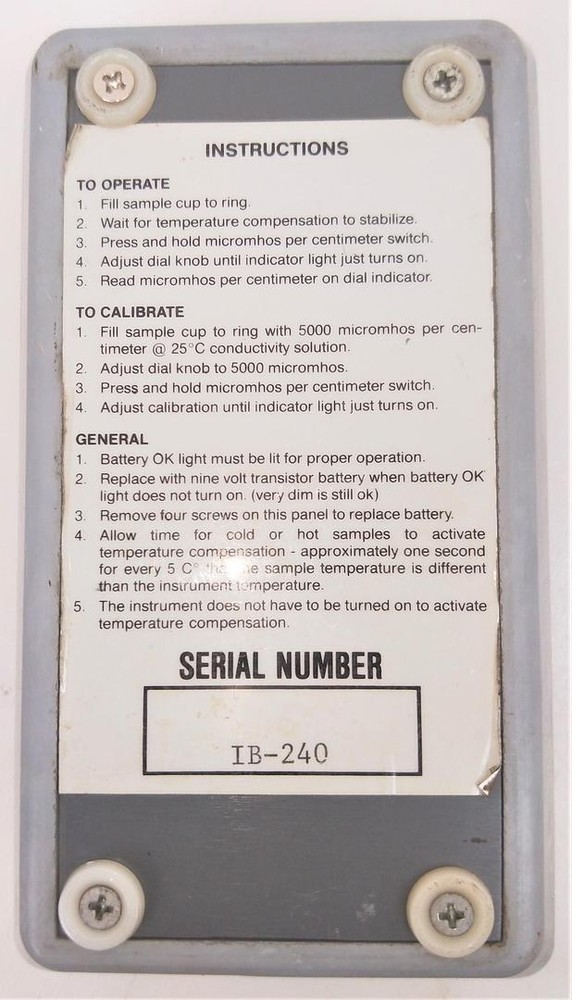 INSTRUCTIONS
TO OPERATE
1. Fill sample cup to ring.
2. Wait for temperature compensation to stabilize.
3. Press and hold micromhos per centimeter switch.
4. Adjust dial knob until indicator light just turns on.
5. Read micromhos per centimeter on dial indicator.
TO CALIBRATE
1. Fill sample cup to ring with 5000 micromhos per cen-
timeter @ 25°C conductivity solution.
2. Adjust dial knob to 5000 micromhos.
3. Press and hold micromhos per centimeter switch.
4. Adjust calibration until indicator light just turns on.
GENERAL
1. Battery OK light must be lit for proper operation.
2. Replace with nine volt transistor battery when battery OK
light does not turn on. (very dim is still ok)
3. Remove four screws on this panel to replace battery.
4. Allow time for cold or hot samples to activate
temperature compensation - approximately one second
for every 5 C° sample temperature is different
than the instrument temperature.
5. The instrument does not have to be turned on to activate
temperature compensation.
SERIAL NUMBER
IB-240